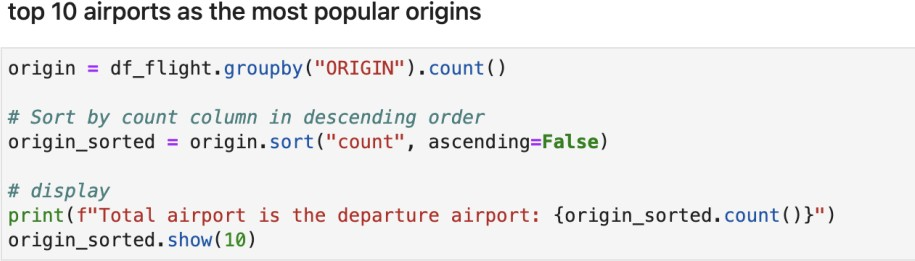 top 10 airports as the most popular origins
origin = df_flight.groupby("ORIGIN").count()
# Sort by count column in descending order
origin_sorted = origin.sort("count", ascending=False)
# display
print(f"Total airport is the departure airport: {origin_sorted.count()}")
origin_sorted.show(10)